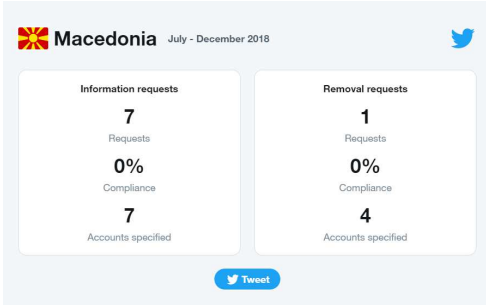 Macedonia July - December 2018
Information requests
7
Requests
0%
Compliance
7
Accounts specified
Removal requests
1
Requests
0%
Compliance
4
Accounts specified
Tweet